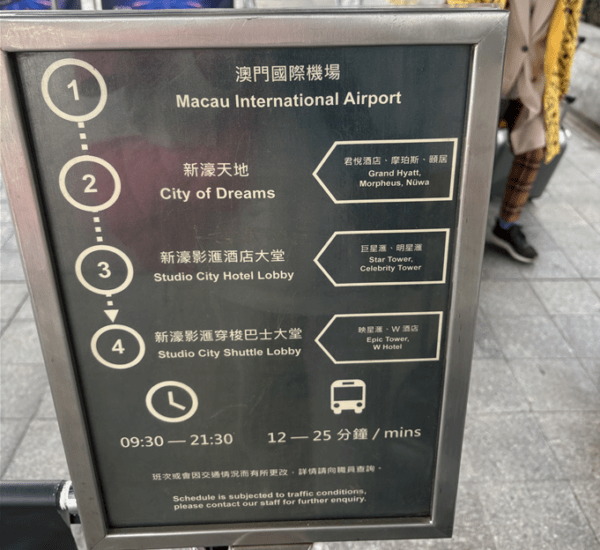 1
澳門國際機場
Macau International Airport
2
新濠天地
City of Dreams
君悅酒店、摩珀斯、頤居
Grand Hyatt,
Morpheus, Nüwa
3
新濠影滙酒店大堂
Studio City Hotel Lobby
巨星滙、明星滙
Star Tower,
Celebrity Tower
4
新濠影滙穿梭巴士大堂
Studio City Shuttle Lobby
映星滙、W 酒店
Epic Tower,
W Hotel
09:30 — 21:30
12 — 25 分鐘 / mins
班次或會因交通情況而有所更改，詳情請向職員查詢。
Schedule is subjected to traffic conditions,
please contact our staff for further enquiry.